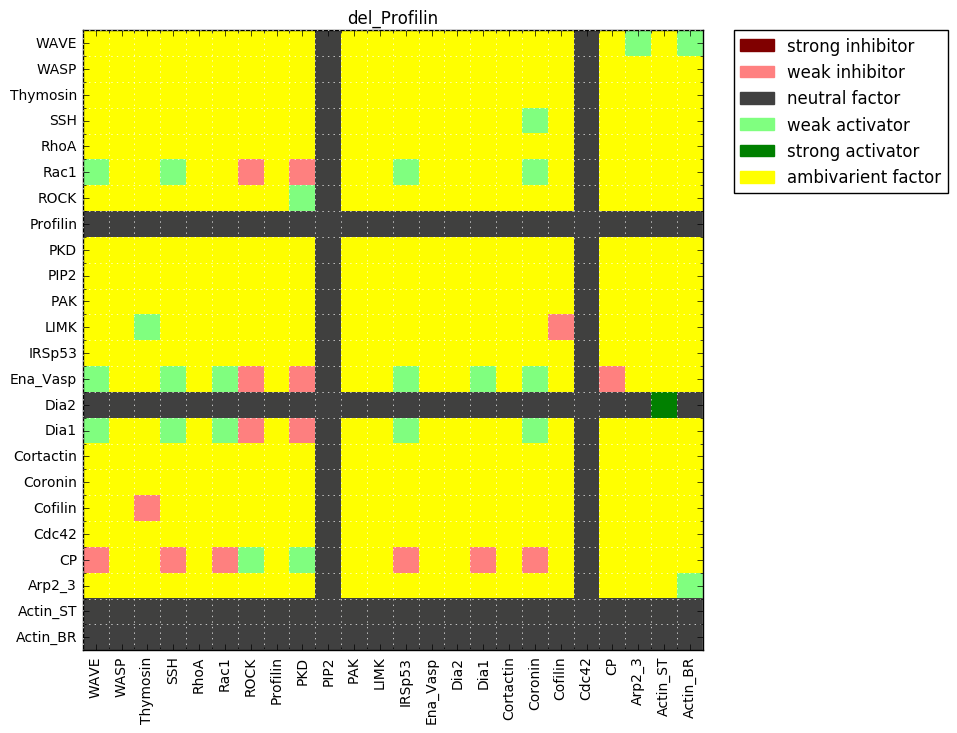 del_Profilin
WAVE
WASP
Thymosin
SSH
RhoA
Rac1
ROCK
Profilin
PKD
PIP2
PAK
LIMK
IRSp53
Ena_Vasp
Dia2
Dia1
Cortactin
Coronin
Cofilin
Cdc42
CP
Arp2_3
Actin_ST
Actin_BR
WAVE
WASP
Thymosin
SSH
RhoA
Rac1
ROCK
Profilin
PKD
PIP2
PAK
LIMK
IRSp53
Ena_Vasp
Dia2
Dia1
Cortactin
Coronin
Cofilin
Cdc42
CP
Arp2_3
Actin_ST
Actin_BR
strong inhibitor
weak inhibitor
neutral factor
weak activator
strong activator
ambivarient factor